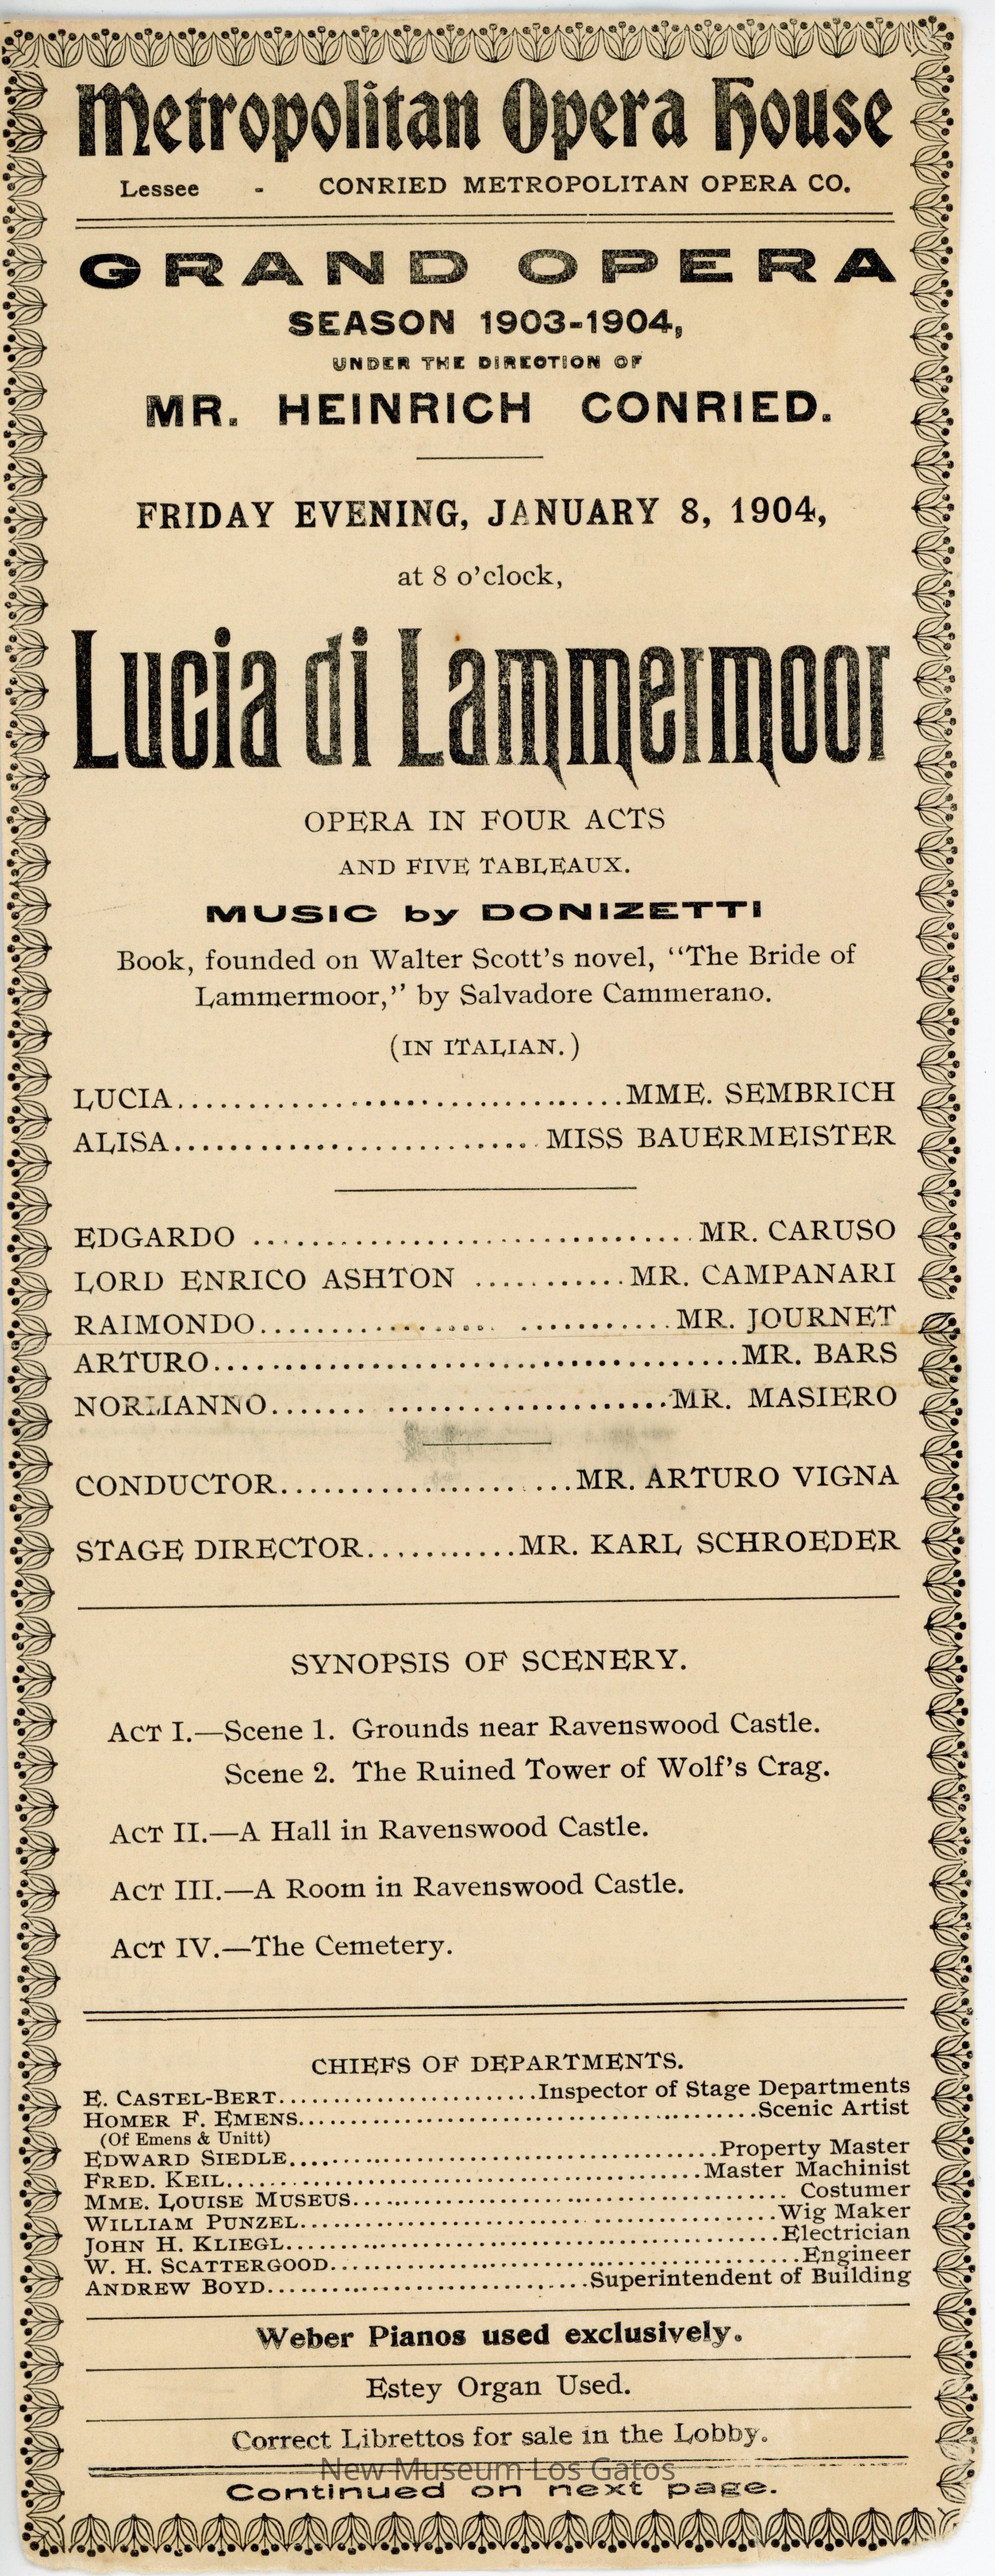 Metropolitan Opera House
Lessee - CONRIED METROPOLITAN OPERA CO.
GRAND OPERA
SEASON 1903-1904,
UNDER THE DIRECTION OF
MR. HEINRICH CONRIED.
FRIDAY EVENING, JANUARY 8, 1904,
at 8 o'clock,
Lucia di Lammermoor
OPERA IN FOUR ACTS
AND FIVE TABLEAUX.
MUSIC by DONIZETTI
Book, founded on Walter Scott's novel, "The Bride of
Lammermoor," by Salvadore Cammerano.
(IN ITALIAN.)
LUCIA..............................MME. SEMBRICH
ALISA..............................MISS BAUERMEISTER
EDGARDO ..............................MR. CARUSO
LORD ENRICO ASHTON ...........MR. CAMPANARI
RAIMONDO..............................MR. JOURNET
ARTURO..............................MR. BARS
NORMANNO..............................MR. MASIERO
CONDUCTOR.....................MR. ARTURO VIGNA
STAGE DIRECTOR...........MR. KARL SCHROEDER
SYNOPSIS OF SCENERY.
ACT I.—Scene 1. Grounds near Ravenswood Castle.
Scene 2. The Ruined Tower of Wolf's Crag.
ACT II.—A Hall in Ravenswood Castle.
ACT III.—A Room in Ravenswood Castle.
ACT IV.—The Cemetery.
CHIEFS OF DEPARTMENTS.
E. CASTEL-BERT.........................Inspector of Stage Departments
HOMER F. EMENS..............................Scenic Artist
(Of Emens & Unitt)
EDWARD SIEDLE..............................Property Master
FRED. KEIL..............................Master Machinist
MME. LOUISE MUSEUS..............................Costumer
WILLIAM PUNZEL..............................Wig Maker
JOHN H. KLIEGL..............................Electrician
W. H. SCATTERGOOD..............................Engineer
ANDREW BOYD..............................Superintendent of Building
Weber Pianos used exclusively.
Estey Organ Used.
Correct Librettos for sale in the Lobby.
New Museum Los Gatos
Continued on next page.